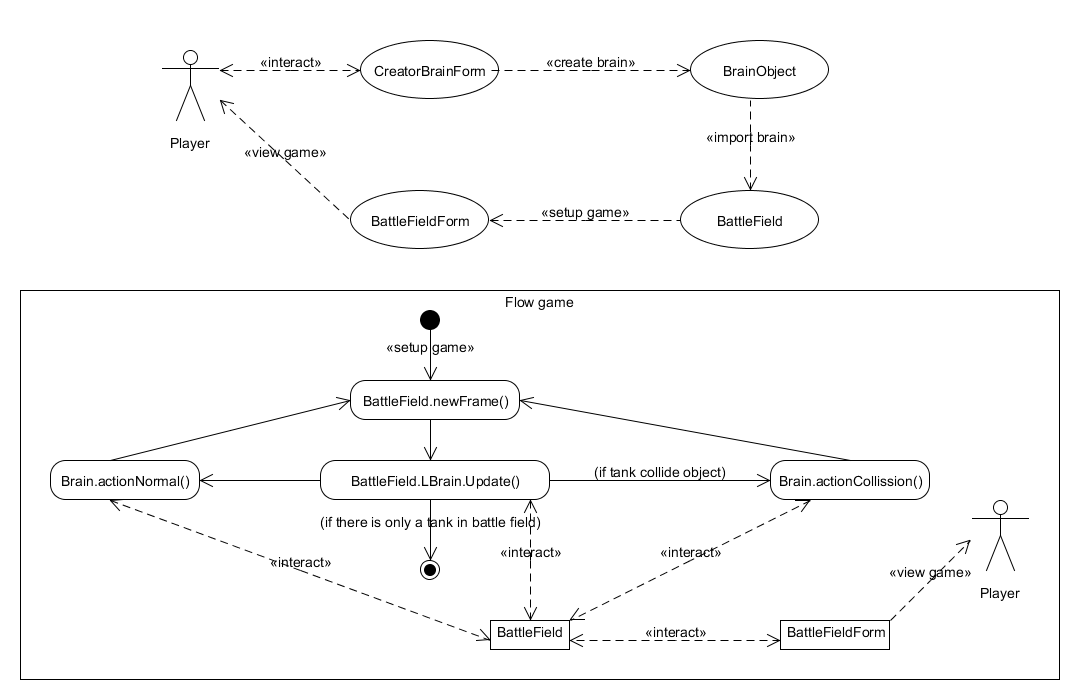 «interact»
CreatorBrainForm
«create brain»
BrainObject
Player
«import brain»
«view game»
BattleFieldForm
«setup game»
BattleField
Flow game
«setup game»
BattleField.newFrame()
Brain.actionNormal()
BattleField.LBrain.Update()
(if tank collide object)
Brain.actionCollission()
(if there is only a tank in battle field)
«interact»
«interact»
«interact»
«view game»
Player
BattleField
«interact»
BattleFieldForm